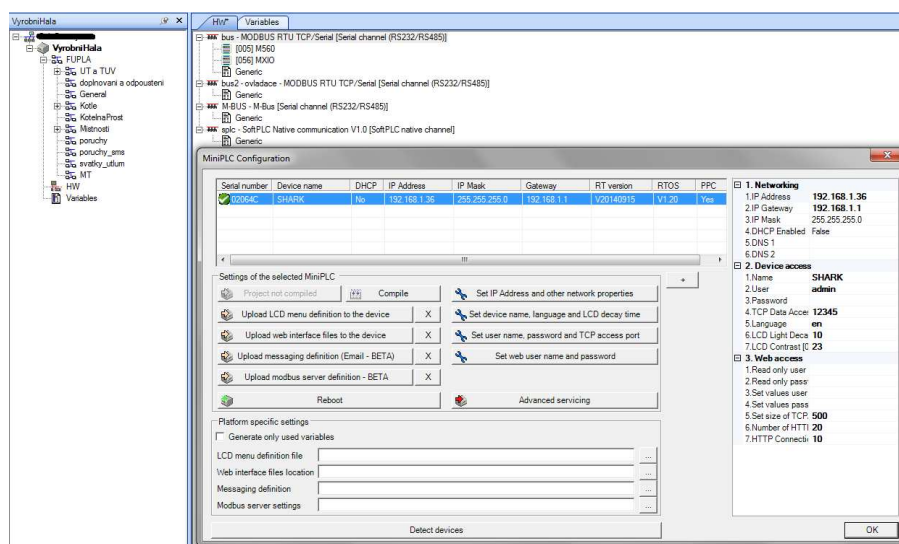 VyrobniHala
VyrobniHala
FUPLA
UT a TUV
doplnovani a odpousteni
General
Kotle
KotelnaProst
Mistnosti
poruchy
poruchy_sms
svatky_utlum
MT
HW
Variables
HW* Variables
bus - MODBUS RTU TCP/Serial [Serial channel (RS232/RS485)]
[005] M560
[056] MXIO
Generic
bus2 - ovladace - MODBUS RTU TCP/Serial [Serial channel (RS232/RS485)]
Generic
M-BUS - M-Bus [Serial channel (RS232/RS485)]
Generic
splc - SoftPLC Native communication V1.0 [SoftPLC native channel]
Generic
MiniPLC Configuration
Serial number Device name DHCP IP Address IP Mask Gateway RT version RTOS PPC
02064C SHARK No 192.168.1.36 255.255.255.0 192.168.1.1 V20140915 V1.20 Yes
Settings of the selected MiniPLC
+
Project not compiled Compile Set IP Address and other network properties
Upload LCD menu definition to the device X Set device name, language and LCD decay time
Upload web interface files to the device X Set user name, password and TCP access port
Upload messaging definition (Email - BETA) X Set web user name and password
Upload modbus server definition - BETA X
Reboot Advanced servicing
Platform specific settings
Generate only used variables
LCD menu definition file ...
Web interface files location ...
Messaging definition ...
Modbus server settings ...
Detect devices
1. Networking
1.IP Address 192.168.1.36
2.IP Gateway 192.168.1.1
3.IP Mask 255.255.255.0
4.DHCP Enabled False
5.DNS 1
6.DNS 2
2. Device access
1.Name SHARK
2.User admin
3.Password
4.TCP Data Acce: 12345
5.Language en
6.LCD Light Deca 10
7.LCD Contrast [0 23
3. Web access
1.Read only user
2.Read only pass
3.Set values user
4.Set values pass
5.Set size of TCP. 500
6.Number of HTTI 20
7.HTTP Connecti 10
OK